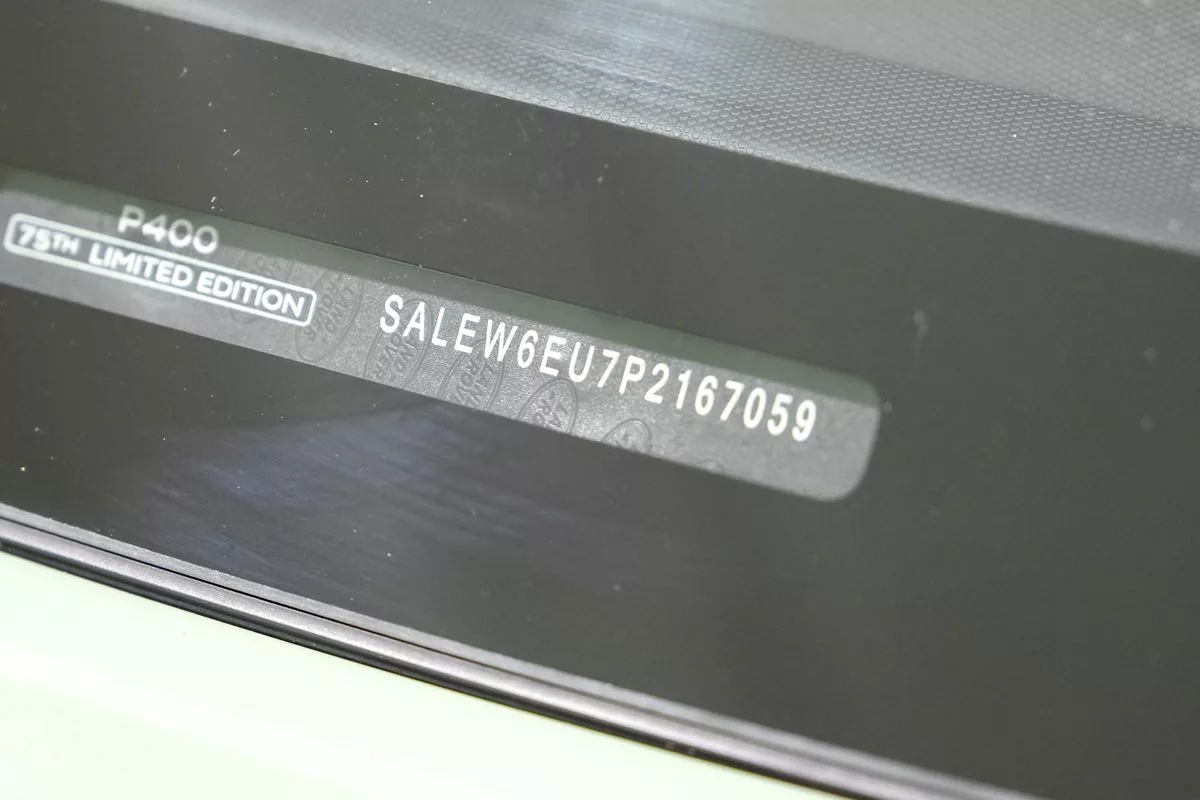 P400
75TH LIMITED EDITION
SALEW6EU7P2167059